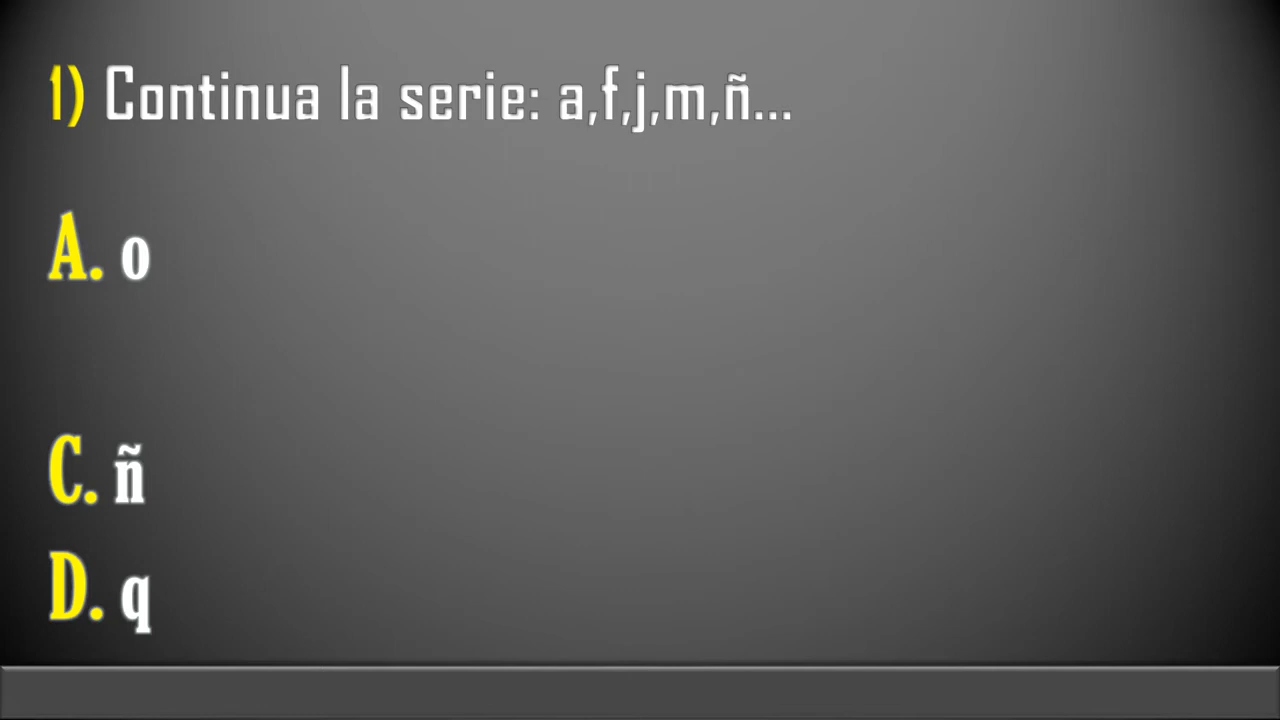 1) Continua la serie: a,f,j,m,ñ...
A. o
C. ñ
D. q